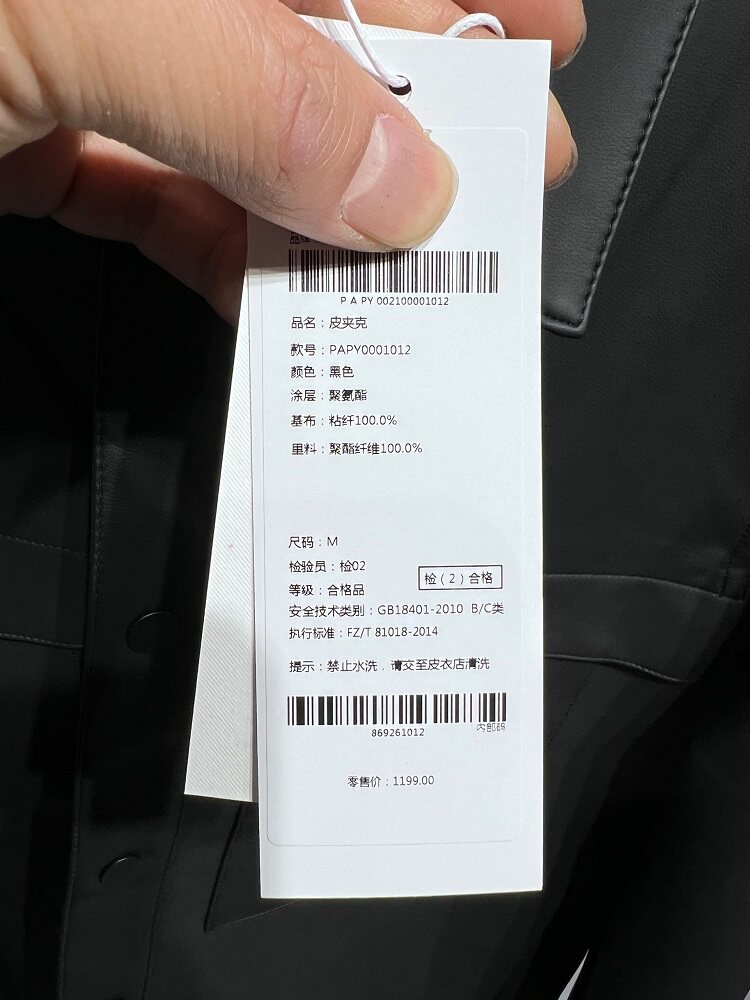 P A PY 002100001012
品名：皮夹克
款号：PAPY0001012
颜色：黑色
涂层：聚氨酯
基布：粘纤100.0%
里料：聚酯纤维100.0%
尺码：M
检验员：检02
检（2）合格
等级：合格品
安全技术类别：GB18401-2010 B/C类
执行标准：FZ/T 81018-2014
提示：禁止水洗，请交至皮衣店清洗
869261012
内部码
零售价：1199.00